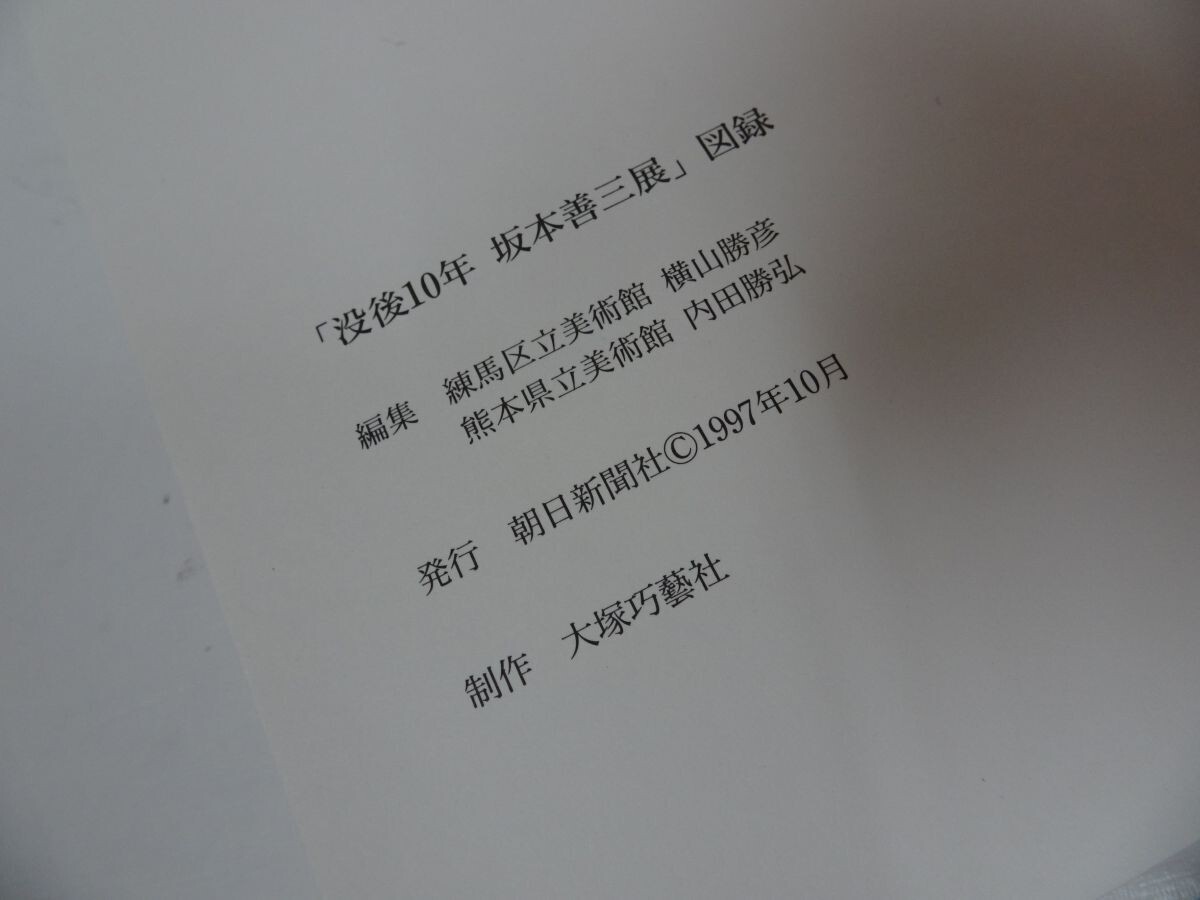 「没後10年 坂本善三展」図録
編集 練馬区立美術館 横山勝彦
熊本県立美術館 内田勝弘
発行 朝日新聞社©1997年10月
制作 大塚巧藝社